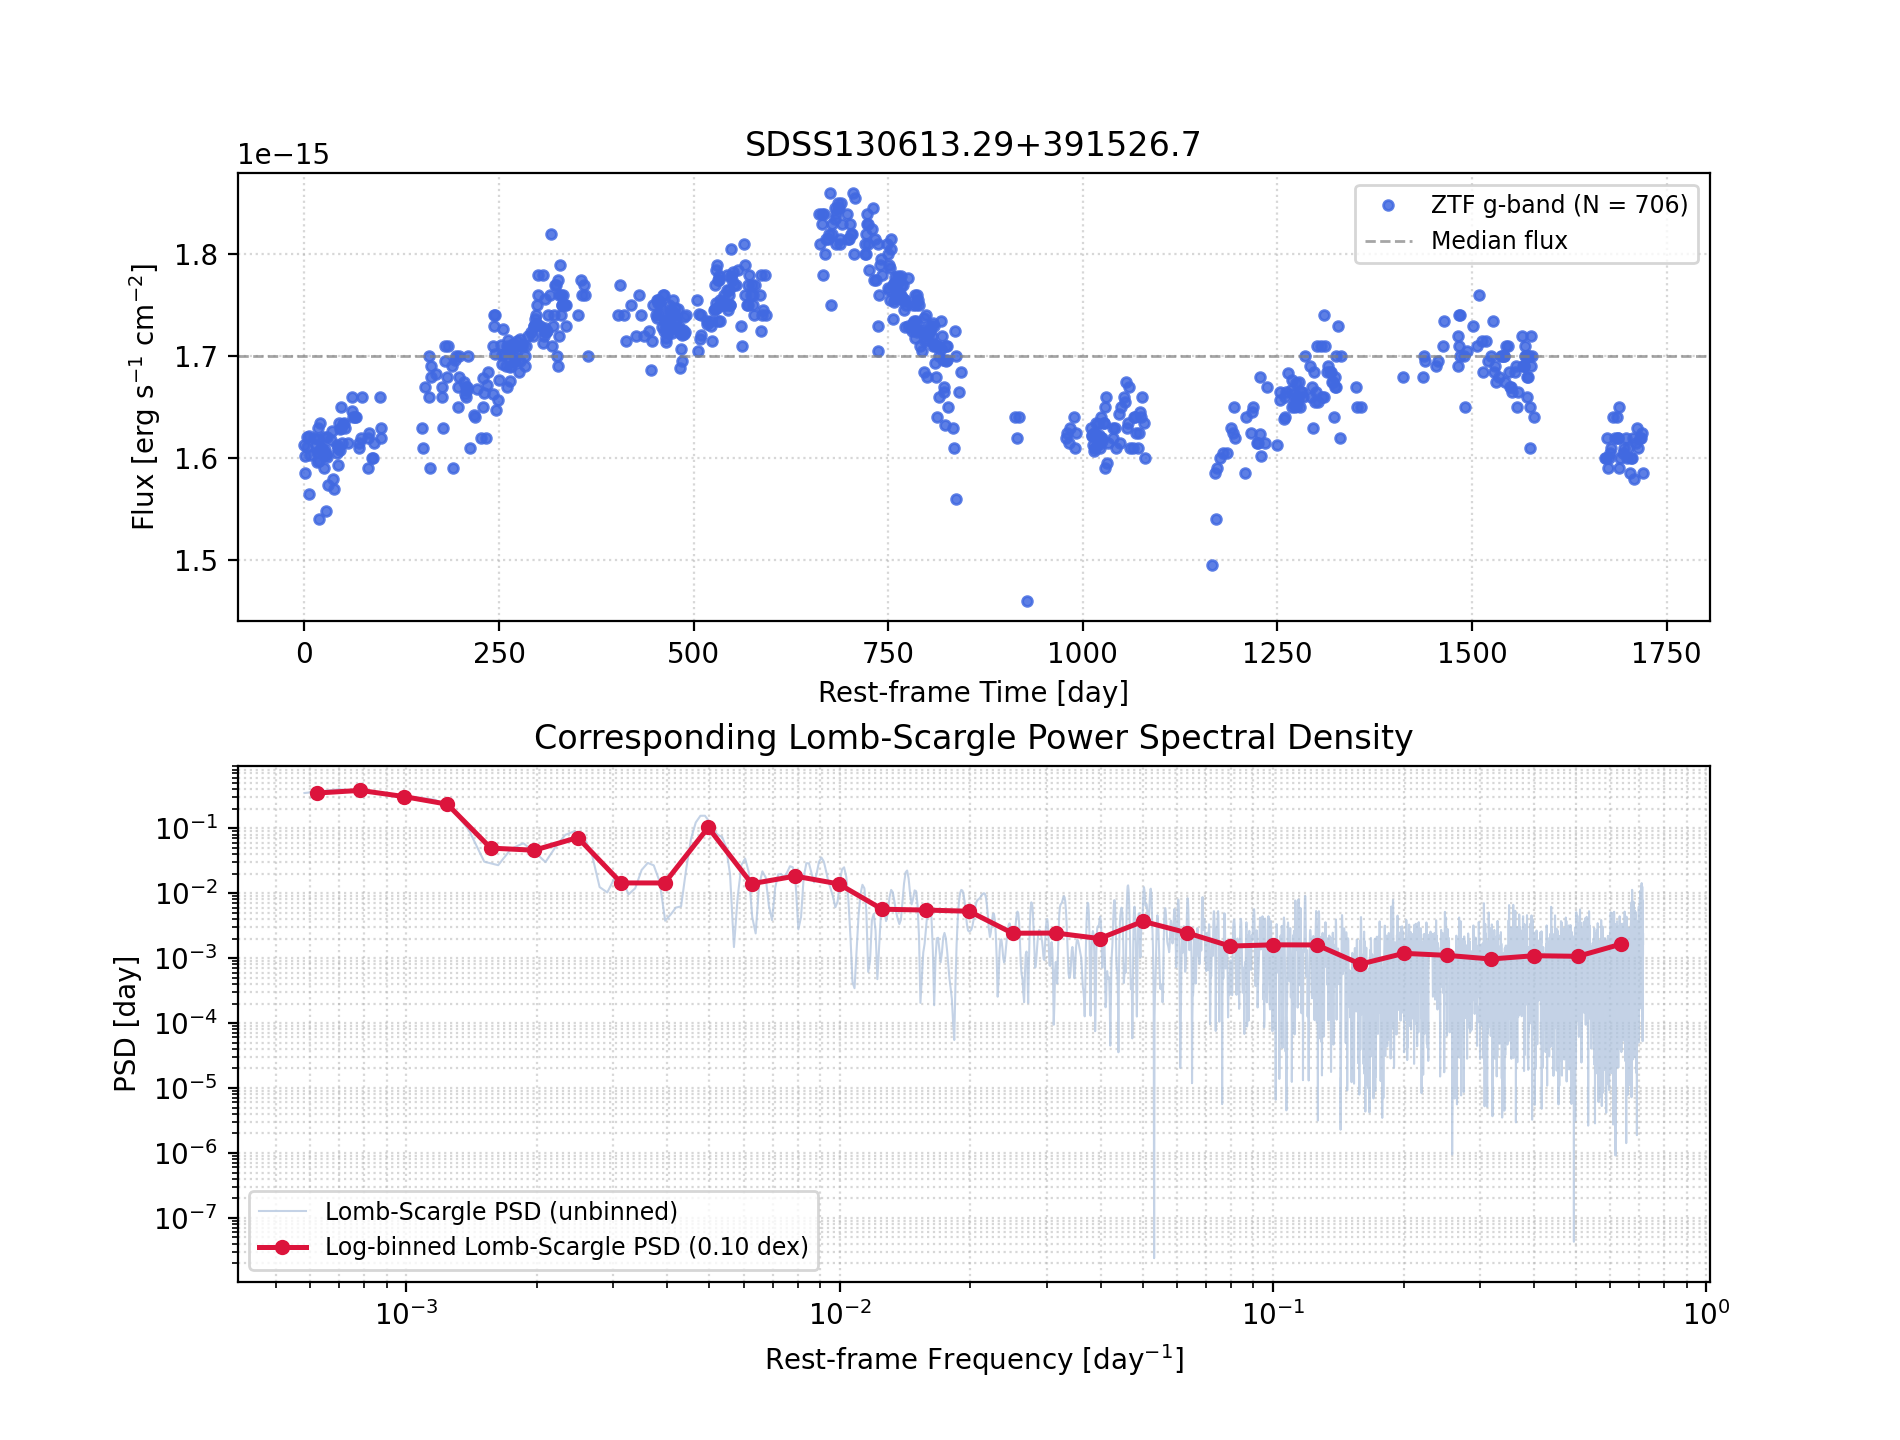 SDSS130613.29+391526.7
1e−15
ZTF g-band (N = 706)
Median flux
Flux [erg s⁻¹ cm⁻²]
1.8
1.7
1.6
1.5
0 250 500 750 1000 1250 1500 1750
Rest-frame Time [day]
Corresponding Lomb-Scargle Power Spectral Density
PSD [day]
10⁻¹
10⁻²
10⁻³
10⁻⁴
10⁻⁵
10⁻⁶
10⁻⁷
Lomb-Scargle PSD (unbinned)
Log-binned Lomb-Scargle PSD (0.10 dex)
10⁻³ 10⁻² 10⁻¹ 10⁰
Rest-frame Frequency [day⁻¹]